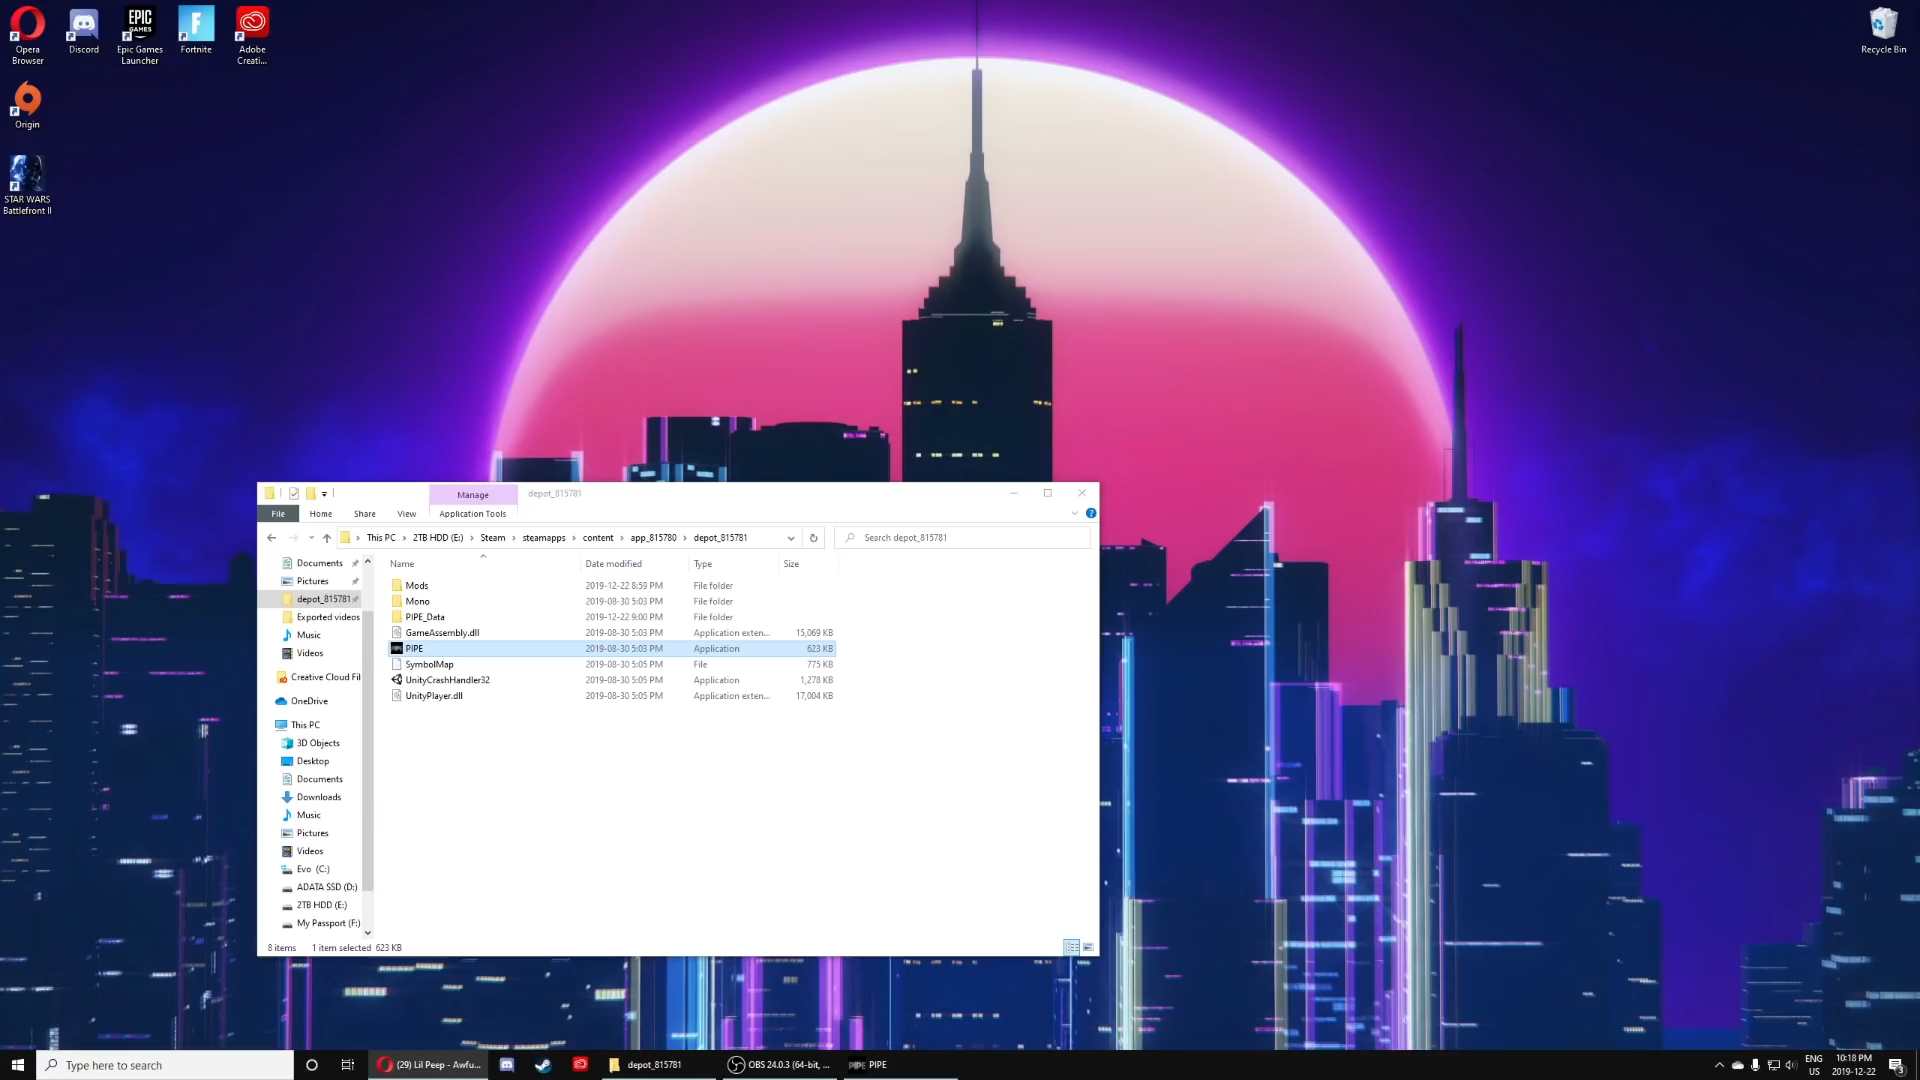 Opera
Browser
Discord
EPIC
GAMES
Epic Games
Launcher
Fortnite
Adobe
Creati...
Recycle Bin
Origin
STAR WARS
Battlefront II
Manage
depot_815781
File
Home
Share
View
Application Tools
This PC
2TB HDD (E:)
Steam
steamapps
content
app_815780
depot_815781
Search depot_815781
Name
Date modified
Type
Size
Documents
Pictures
depot_815781
Exported videos
Music
Videos
Creative Cloud Fil
OneDrive
This PC
3D Objects
Desktop
Documents
Downloads
Music
Pictures
Videos
Evo (C:)
ADATA SSD (D:)
2TB HDD (E:)
My Passport (F:)
Mods 2019-12-22 8:59 PM File folder
Mono 2019-08-30 5:03 PM File folder
PIPE_Data 2019-12-22 9:00 PM File folder
GameAssembly.dll 2019-08-30 5:03 PM Application exten... 15,069 KB
PIPE 2019-08-30 5:03 PM Application 623 KB
SymbolMap 2019-08-30 5:05 PM File 775 KB
UnityCrashHandler32 2019-08-30 5:05 PM Application 1,278 KB
UnityPlayer.dll 2019-08-30 5:05 PM Application exten... 17,004 KB
8 items 1 item selected 623 KB
Type here to search
(29) Lil Peep - Awfu...
depot_815781
OBS 24.0.3 (64-bit, ...
PIPE PIPE
ENG
US
10:18 PM
2019-12-22
3